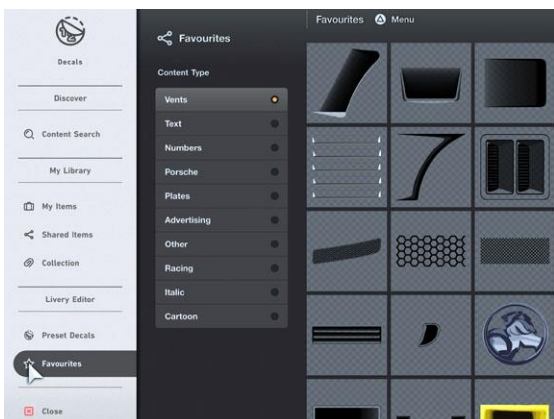 Decals
Discover
Content Search
My Library
My Items
Shared Items
Collection
Livery Editor
Preset Decals
Favourites
Close
Favourites
Content Type
Vents
Text
Numbers
Porsche
Plates
Advertising
Other
Racing
Italic
Cartoon
Favourites Menu